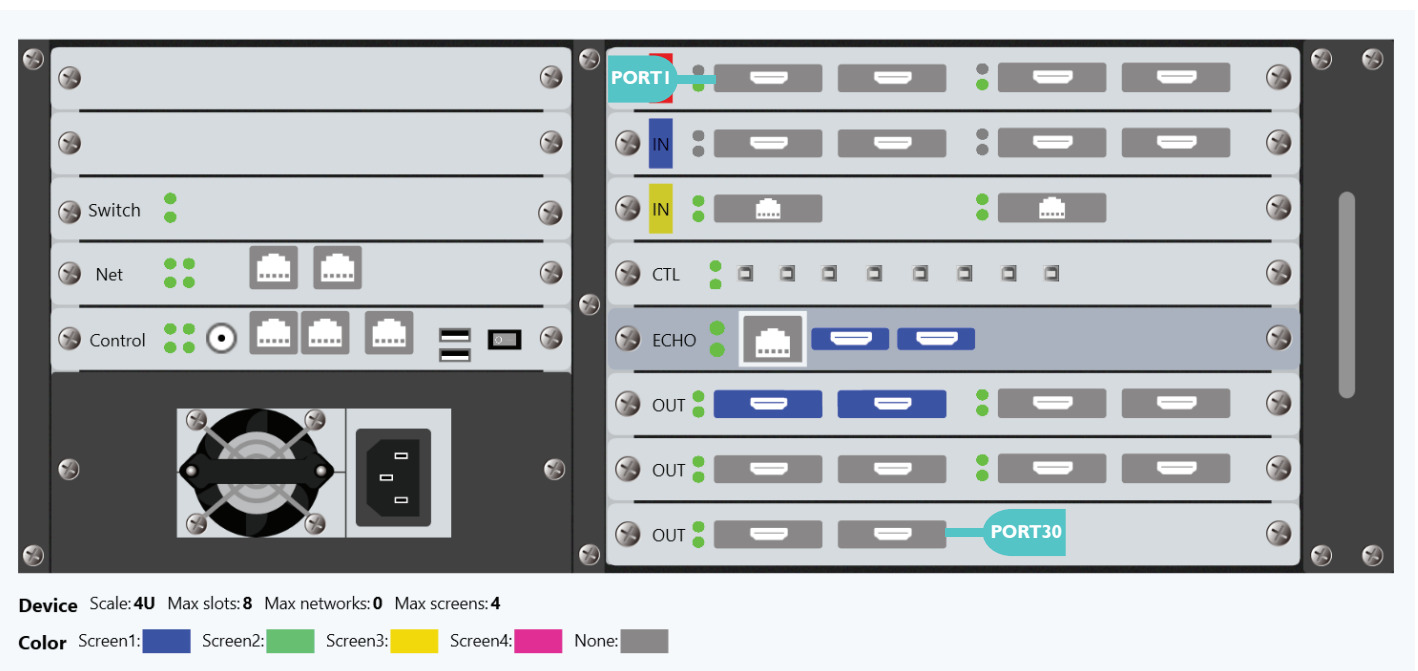 PORT1
IN
Switch
IN
Net
CTL
Control
ECHO
OUT
OUT
OUT
PORT30
Device Scale:4U Max slots:8 Max networks:0 Max screens:4
Color Screen1: Screen2: Screen3: Screen4: None: